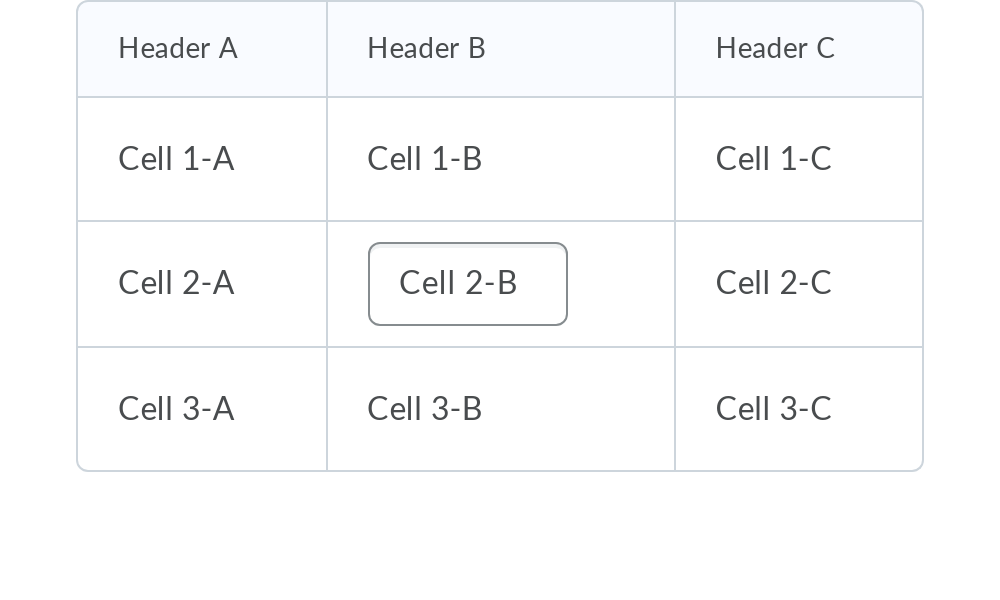 Header A Header B Header C
Cell 1-A Cell 1-B Cell 1-C
Cell 2-A Cell 2-B Cell 2-C
Cell 3-A Cell 3-B Cell 3-C